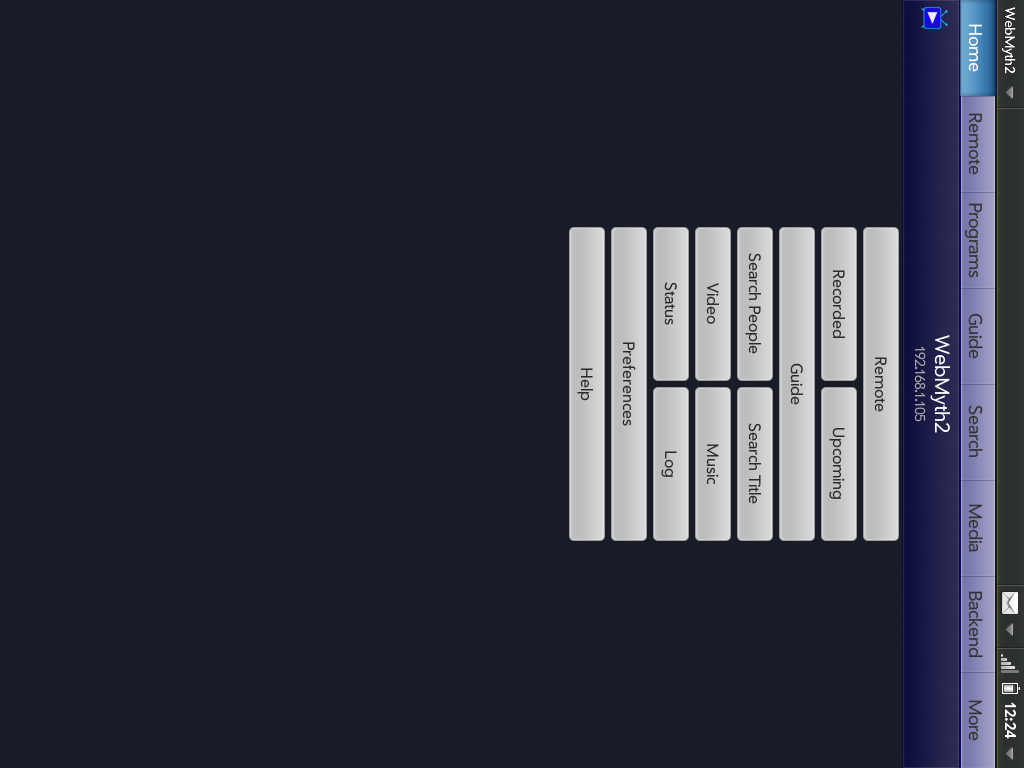 WebMyth2
12:24
Home Remote Programs Guide Search Media Backend More
WebMyth2
192.168.1.105
Remote
Recorded Upcoming
Guide
Search People Search Title
Video Music
Status Log
Preferences
Help